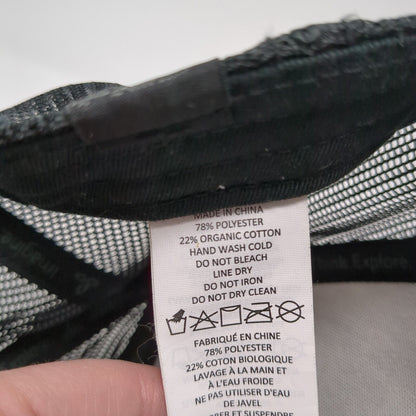 MADE IN CHINA
78% POLYESTER
22% ORGANIC COTTON
HAND WASH COLD
DO NOT BLEACH
LINE DRY
DO NOT IRON
DO NOT DRY CLEAN
FABRIQUÉ EN CHINE
78% POLYESTER
22% COTON BIOLOGIQUE
LAVAGE À LA MAIN ET
À L'EAU FROIDE
NE PAS UTILISER D'EAU
DE JAVEL